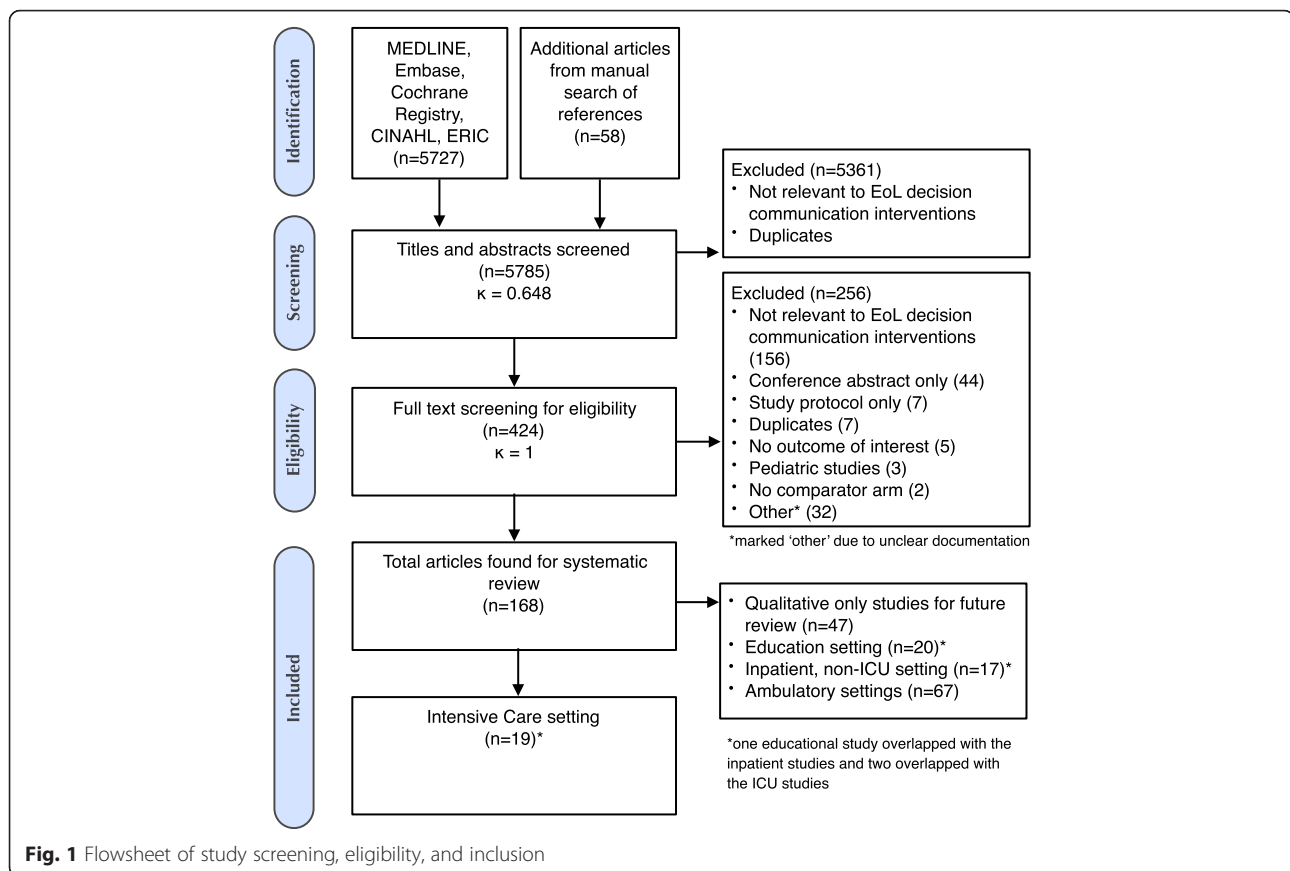 Identification
MEDLINE,
Embase,
Cochrane
Registry,
CINAHL, ERIC
(n=5727)
Additional articles
from manual
search of
references
(n=58)
Excluded (n=5361)
• Not relevant to EoL decision
communication interventions
• Duplicates
Screening
Titles and abstracts screened
(n=5785)
κ = 0.648
Excluded (n=256)
• Not relevant to EoL decision
communication interventions
(156)
• Conference abstract only (44)
• Study protocol only (7)
• Duplicates (7)
• No outcome of interest (5)
• Pediatric studies (3)
• No comparator arm (2)
• Other* (32)
*marked ‘other’ due to unclear documentation
Eligibility
Full text screening for eligibility
(n=424)
κ = 1
Included
Total articles found for systematic
review
(n=168)
• Qualitative only studies for future
review (n=47)
• Education setting (n=20)*
• Inpatient, non-ICU setting (n=17)*
• Ambulatory settings (n=67)
*one educational study overlapped with the
inpatient studies and two overlapped with
the ICU studies
Intensive Care setting
(n=19)*
Fig. 1 Flowsheet of study screening, eligibility, and inclusion